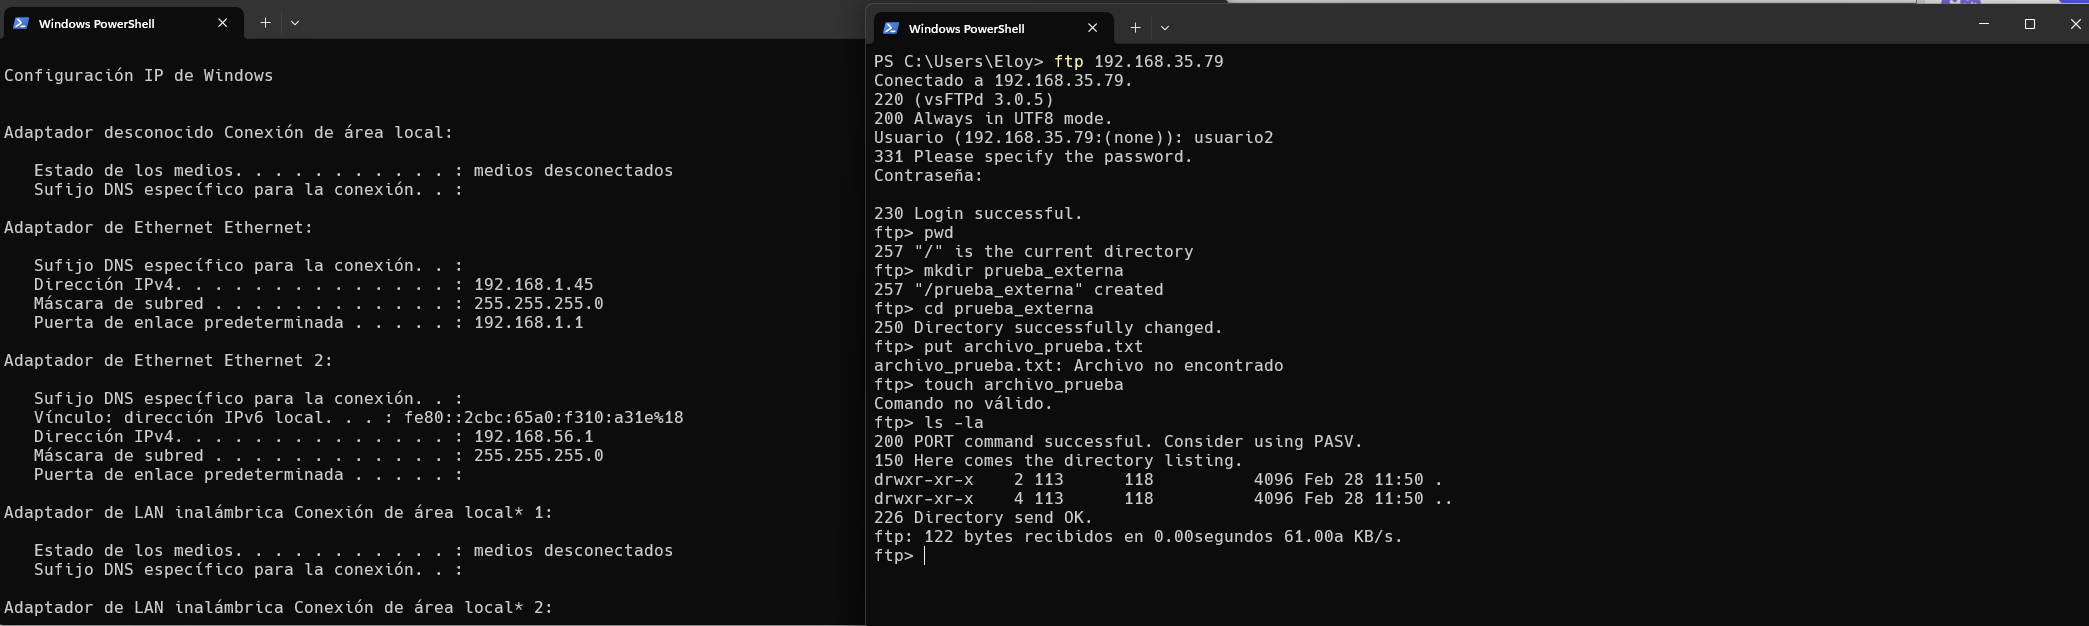 Windows PowerShell
Configuración IP de Windows
Adaptador desconocido Conexión de área local:
Estado de los medios. . . . . . . . . . . : medios desconectados
Sufijo DNS específico para la conexión. . :
Adaptador de Ethernet Ethernet:
Sufijo DNS específico para la conexión. . :
Dirección IPv4. . . . . . . . . . . . . . : 192.168.1.45
Máscara de subred . . . . . . . . . . . . : 255.255.255.0
Puerta de enlace predeterminada . . . . . : 192.168.1.1
Adaptador de Ethernet Ethernet 2:
Sufijo DNS específico para la conexión. . :
Vínculo: dirección IPv6 local. . . : fe80::2cbc:65a0:f310:a31e%18
Dirección IPv4. . . . . . . . . . . . . . : 192.168.56.1
Máscara de subred . . . . . . . . . . . . : 255.255.255.0
Puerta de enlace predeterminada . . . . . :
Adaptador de LAN inalámbrica Conexión de área local* 1:
Estado de los medios. . . . . . . . . . . : medios desconectados
Sufijo DNS específico para la conexión. . :
Adaptador de LAN inalámbrica Conexión de área local* 2:
Windows PowerShell
PS C:\Users\Eloy> ftp 192.168.35.79
Conectado a 192.168.35.79.
220 (vsFTPd 3.0.5)
200 Always in UTF8 mode.
Usuario (192.168.35.79:(none)): usuario2
331 Please specify the password.
Contraseña:
230 Login successful.
ftp> pwd
257 "/" is the current directory
ftp> mkdir prueba_externa
257 "/prueba_externa" created
ftp> cd prueba_externa
250 Directory successfully changed.
ftp> put archivo_prueba.txt
archivo_prueba.txt: Archivo no encontrado
ftp> touch archivo_prueba
Comando no válido.
ftp> ls -la
200 PORT command successful. Consider using PASV.
150 Here comes the directory listing.
drwxr-xr-x    2 113      118          4096 Feb 28 11:50 .
drwxr-xr-x    4 113      118          4096 Feb 28 11:50 ..
226 Directory send OK.
ftp: 122 bytes recibidos en 0.00segundos 61.00a KB/s.
ftp>